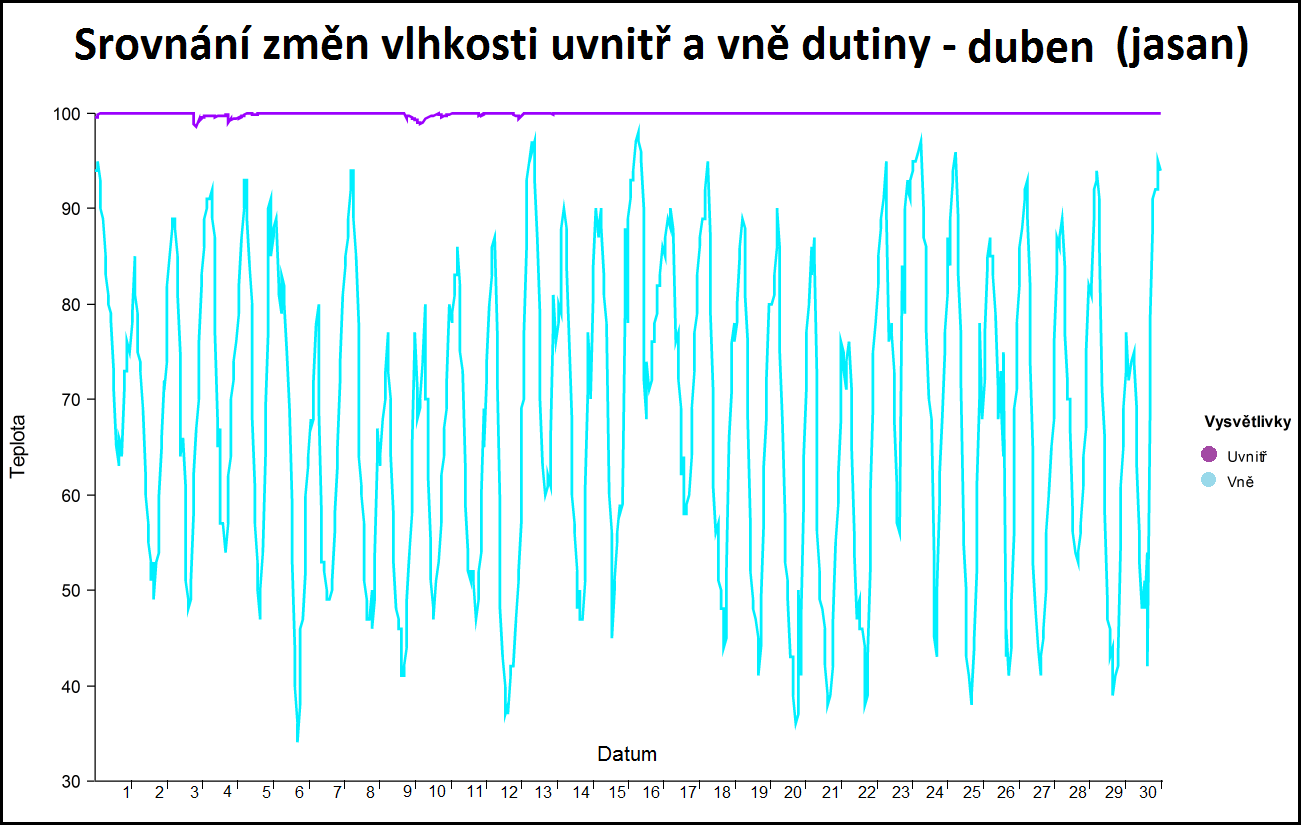 Srovnání změn vlhkosti uvnitř a vně dutiny - duben (jasan)
100
90
80
70
60
50
40
30
Teplota
Vysvětlivky
Uvnitř
Vně
Datum
1 2 3 4 5 6 7 8 9 10 11 12 13 14 15 16 17 18 19 20 21 22 23 24 25 26 27 28 29 30